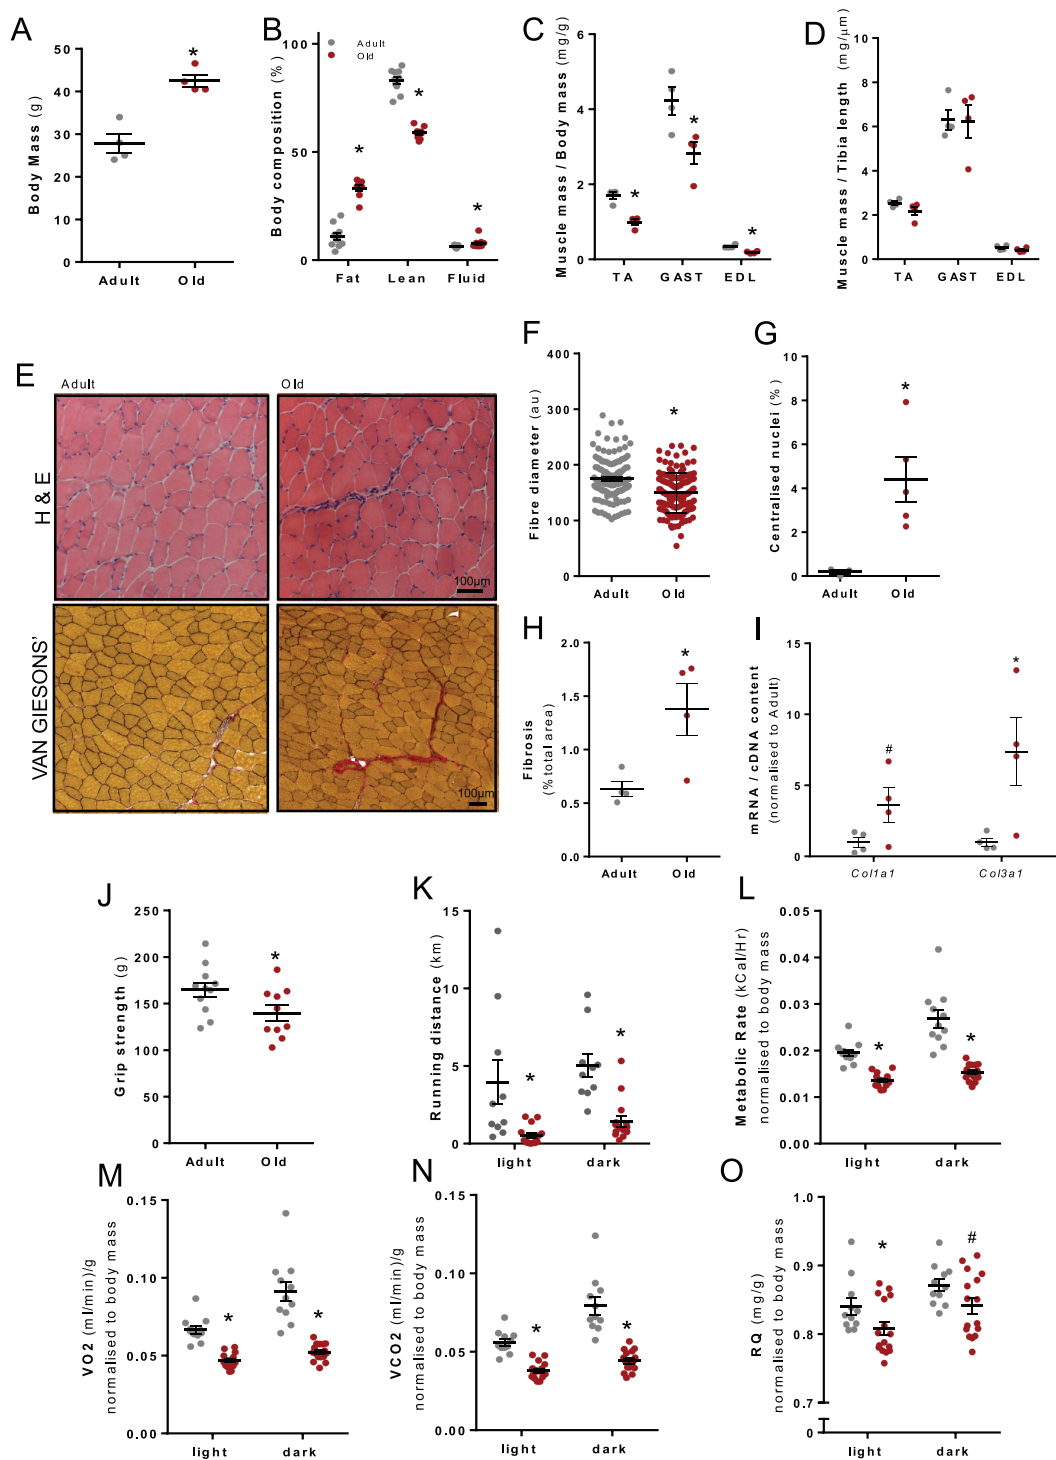 A
Body Mass (g)
50
40
30
20
10
0
Adult Old
*
B
Body composition (%)
100
50
0
Adult
Old
Fat Lean Fluid
* * *
C
Muscle mass / Body mass (mg/g)
6
4
2
0
TA GAST EDL
* * *
D
Muscle mass / Tibia length (mg/μm)
10
8
6
4
2
0
TA GAST EDL
E
Adult Old
H & E
100μm
VAN GIESONS'
100μm
F
Fibre diameter (au)
400
300
200
100
0
Adult Old
*
G
Centralised nuclei (%)
10
8
6
4
2
0
Adult Old
*
H
Fibrosis
(% total area)
2.0
1.5
1.0
0.5
0.0
Adult Old
*
I
mRNA / cDNA content
(normalised to Adult)
15
10
5
0
Col1a1 Col3a1
# *
J
Grip strength (g)
250
200
150
100
50
0
Adult Old
*
K
Running distance (km)
15
10
5
0
light dark
* *
L
Metabolic Rate (kCal/Hr)
normalised to body mass
0.05
0.04
0.03
0.02
0.01
0.00
light dark
* *
M
VO2 (ml/min)/g
normalised to body mass
0.15
0.10
0.05
0.00
light dark
* *
N
VCO2 (ml/min)/g
normalised to body mass
0.15
0.10
0.05
0.00
light dark
* *
O
RQ (mg/g)
normalised to body mass
1.0
0.9
0.8
0.7
0
light dark
* #